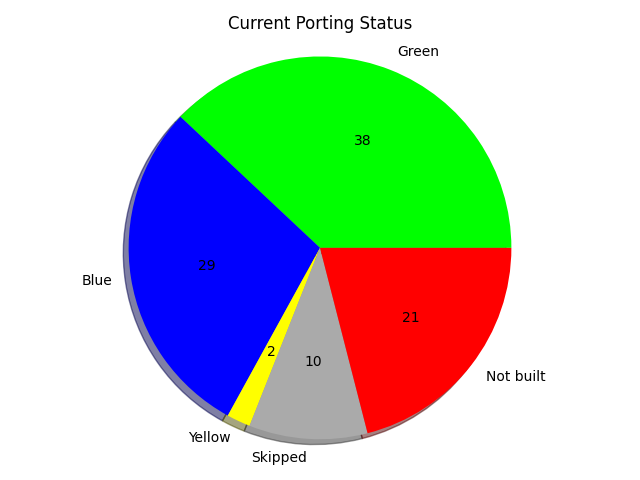 Current Porting Status
Green
38
29
Blue
2
10
21
Not built
Yellow
Skipped